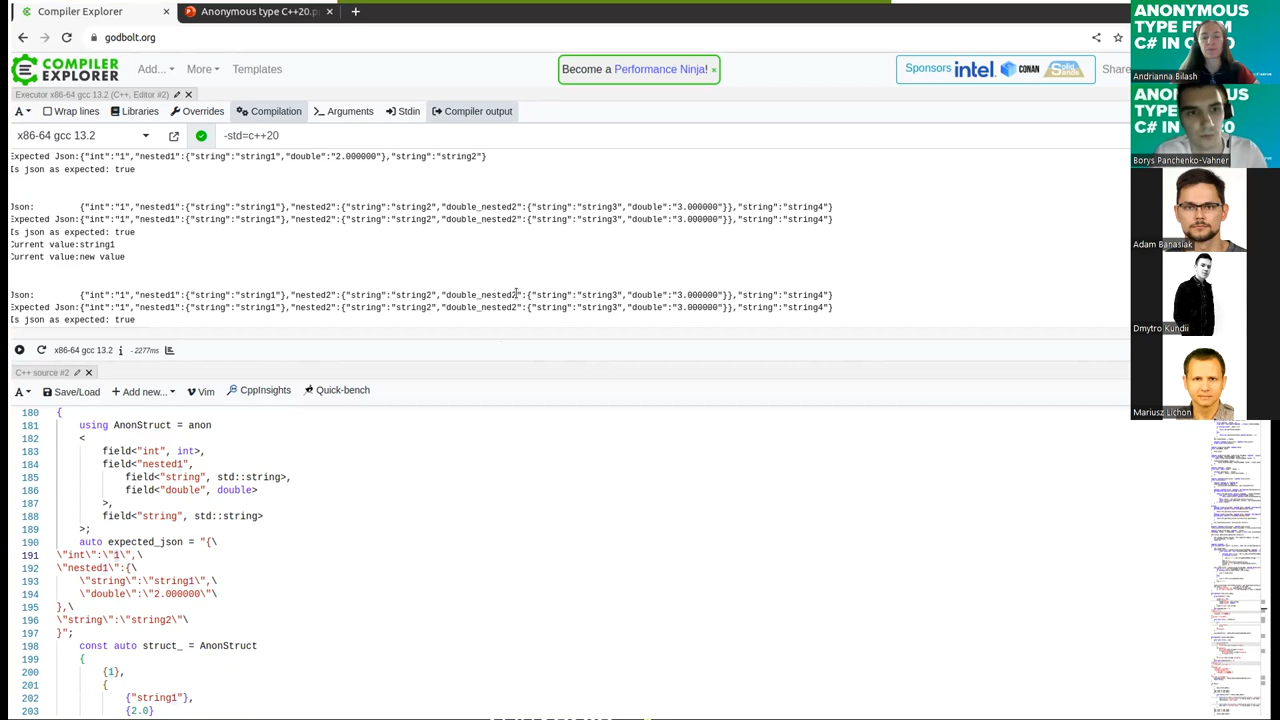 Compiler Explorer
Anonymous type C++20.p
godbolt.org
COMPILER EXPLORER
Add...
More
Templates
Become a Performance Ninja!
Sponsors intel. CONAN Solid Sands
Share
Executor x86-64 gcc 13.2 (C++, Editor #2)
A Wrap lines Libraries Overrides Compilation Arguments Stdin Compiler output
x86-64 gcc 13.2
-std=c++20
Expected Json:{"int":"1","nested1":{"string":"string1","double":"2.000000"},"string":"string2"}
Is json as expected: true
Json: {"int":"1","nested1":{"string":"string1"},"nested2":{"string":"string2","double_nested2":{"string":"string3","double":"3.000000"}},"string":"string4"}
Expected Json:{"int":"1","nested1":{"string":"string1"},"nested2":{"string":"string2","double_nested2":{"string":"string3","double":"3.000000"}},"string":"string4"}
Is json as expected: true
Current value:string1
Current value:new value
Json: {"int":"1","nested1":{"string":"string1"},"nested2":{"string":"string2","double_nested2":{"string":"string3","double":"3.000000"}},"string":"string4"}
Expected Json:{"int":"1","nested1":{"string":"string1"},"nested2":{"string":"string2","double_nested2":{"string":"string3","double":"3.000000"}},"string":"string4"}
Is json as expected: true
x86-64 gcc 13.2 i - 2277ms
C++ source #2
A Save/Load Add new... Vim CppInsights Quick-bench
180 {
181 using AnonStruct = anon
182 <
183 field<"int", int>,
184 field<"nested1", anon<
185 field<"string", std::string>,
186 field<"double", double>
187 >>,
188 field<"string", std::string>
189 >;
190 auto expected_json = "{\
191 \"int\":\"1\",\
192 \"nested1\":{\
193 \"string\":\"string1\",\
194 \"double\":\"2.000000\"\
195 },\
196 \"string\":\"string2\"\
197 }";
198 const auto struct_ = AnonStruct
199 {
200 1,
201 {
202 {"string1"},
203 {2.0}
ANONYMOUS
TYPE FROM
C# IN C++20
Andrianna Bilash
ANONYMOUS
TYPE FROM
C# IN C++20
Borys Panchenko-Vahner
Adam Banasiak
Dmytro Kundii
Mariusz Lichon